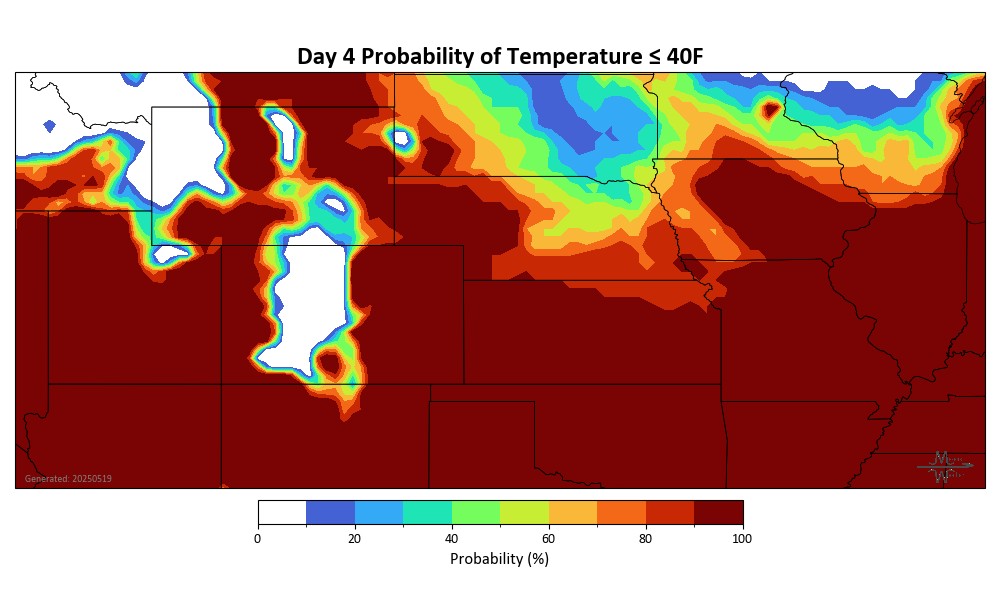 Day 4 Probability of Temperature ≤ 40F
Generated: 20250519
0 20 40 60 80 100
Probability (%)